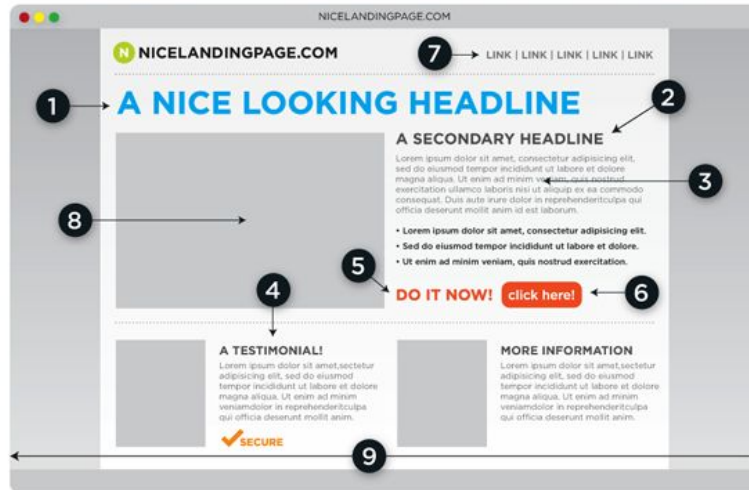 NICELANDINGPAGE.COM
N NICELANDINGPAGE.COM
7
LINK | LINK | LINK | LINK | LINK
1
A NICE LOOKING HEADLINE
2
A SECONDARY HEADLINE
Lorem ipsum dolor sit amet, consectetur adipisicing elit,
sed do eiusmod tempor incididunt ut labore et dolore
magna aliqua. Ut enim ad minim veniam, quis nostrud
exercitation ullamco laboris nisi ut aliquip ex ea commodo
consequat. Duis aute irure dolor in reprehenderitculpa qui
officia deserunt mollit anim id est laborum.
3
8
• Lorem ipsum dolor sit amet, consectetur adipisicing elit.
• Sed do eiusmod tempor incididunt ut labore et dolore.
• Ut enim ad minim veniam, quis nostrud exercitation.
5
DO IT NOW!
click here!
6
4
A TESTIMONIAL!
Lorem ipsum dolor sit amet,sectetur
adipisicing elit, sed do eiusmod
tempor incididunt ut labore et dolore
magna aliqua. Ut enim ad minim
veniamdolor in reprehenderitculpa
qui officia deserunt mollit anim.
SECURE
MORE INFORMATION
Lorem ipsum dolor sit amet,sectetur
adipisicing elit, sed do eiusmod
tempor incididunt ut labore et dolore
magna aliqua. Ut enim ad minim
veniamdolor in reprehenderitculpa
qui officia deserunt mollit anim.
9